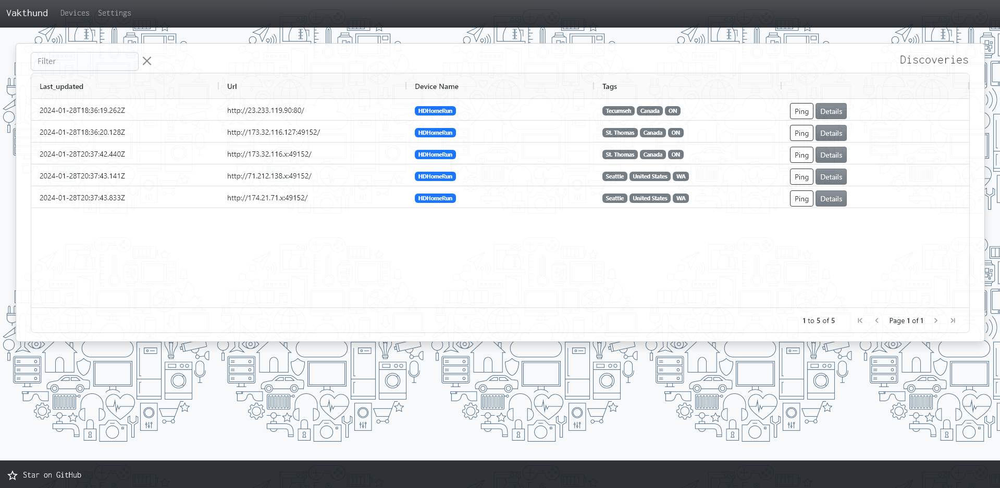 Vakthund Devices Settings
Filter
Discoveries
Last_updated Url Device Name Tags
2024-01-28T18:36:19.262Z http://23.233.119.90:80/ HDHomeRun Tecumseh Canada ON Ping Details
2024-01-28T18:36:20.128Z http://173.32.116.127:49152/ HDHomeRun St. Thomas Canada ON Ping Details
2024-01-28T20:37:42.440Z http://173.32.116.x:49152/ HDHomeRun St. Thomas Canada ON Ping Details
2024-01-28T20:37:43.141Z http://71.212.138.x:49152/ HDHomeRun Seattle United States WA Ping Details
2024-01-28T20:37:43.833Z http://174.21.71.x:49152/ HDHomeRun Seattle United States WA Ping Details
1 to 5 of 5 Page 1 of 1
Star on GitHub